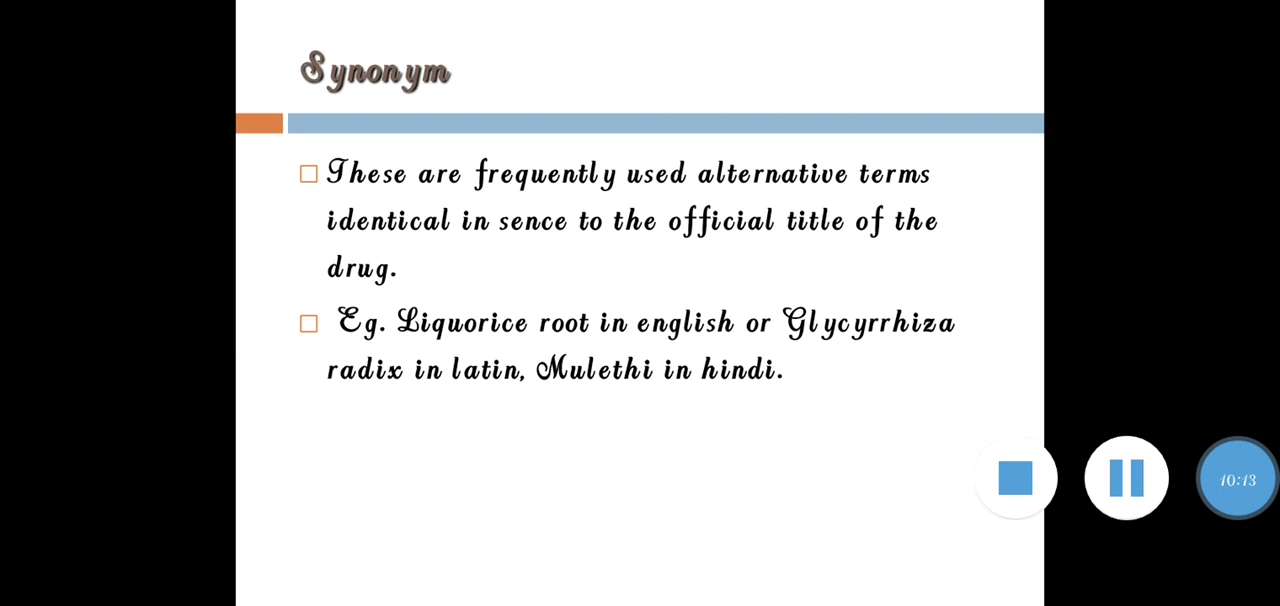 Synonym
These are frequently used alternative terms
identical in sence to the official title of the
drug.
Eg. Liquorice root in english or Glycyrrhiza
radix in latin, Mulethi in hindi.
10:13